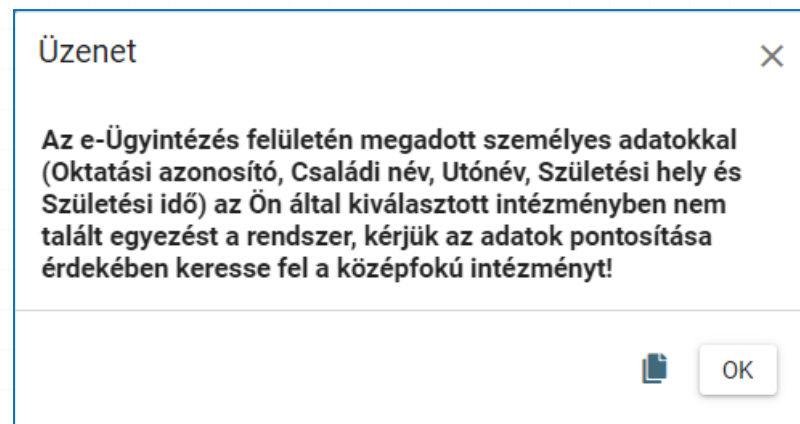 Üzenet
Az e-Ügyintézés felületén megadott személyes adatokkal
(Oktatási azonosító, Családi név, Utónév, Születési hely és
Születési idő) az Ön által kiválasztott intézményben nem
talált egyezést a rendszer, kérjük az adatok pontosítása
érdekében keresse fel a középfokú intézményt!
OK